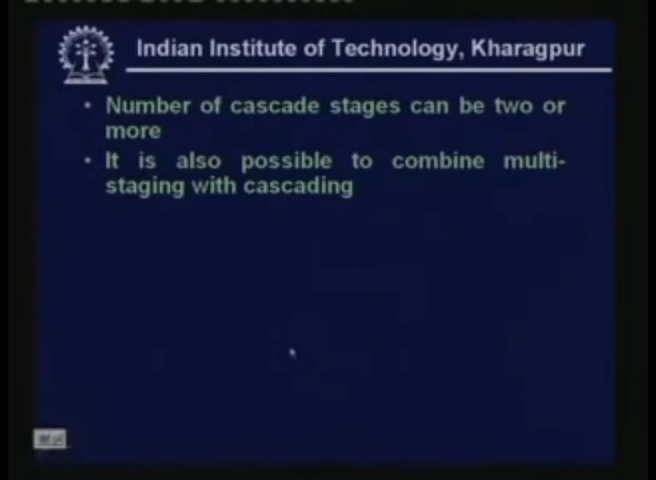 Indian Institute of Technology, Kharagpur
• Number of cascade stages can be two or
more
• It is also possible to combine multi-
staging with cascading